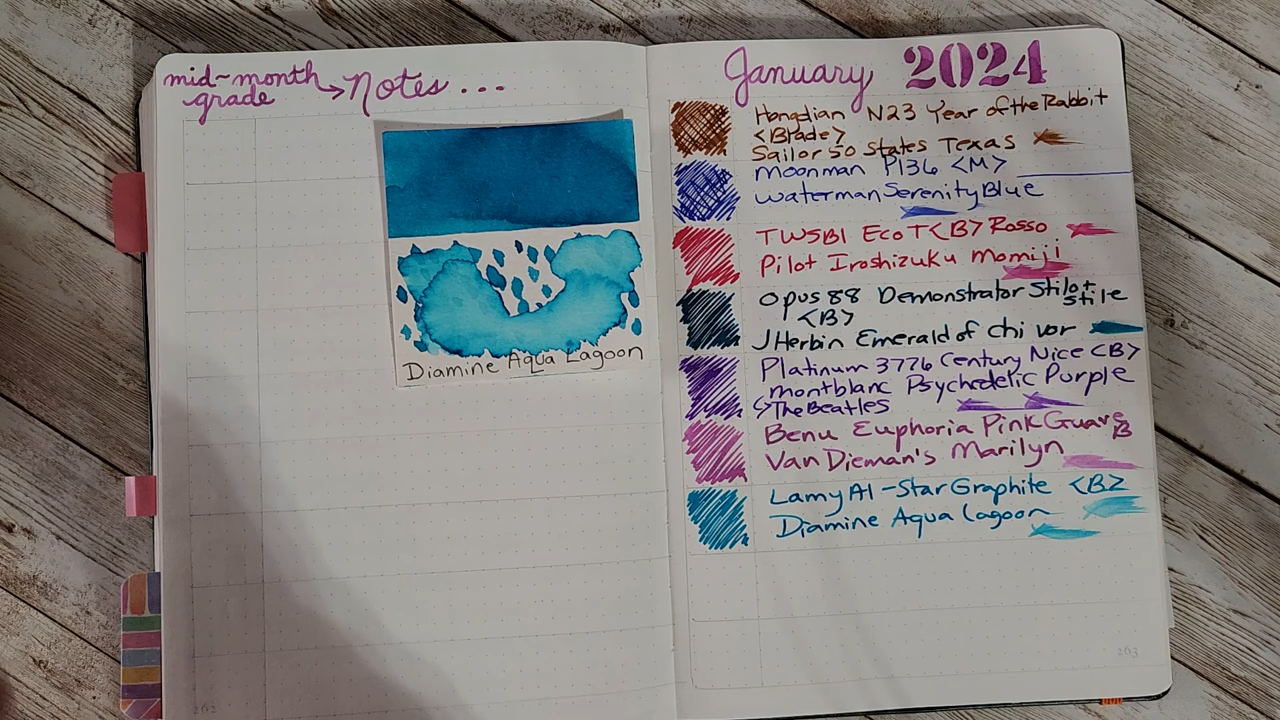 mid~month
grade → Notes ...
Diamine Aqua Lagoon
262
January 2024
Hongdian N23 Year of the Rabbit
<Blade>
Sailor 50 States Texas
Moonman P136 <M>
Waterman Serenity Blue
TWSBI Eco T<B> Rosso
Pilot Iroshizuku Momiji
Opus 88 Demonstrator Stilo+
stile
<B>
JHerbin Emerald of Chivor
Platinum 3776 Century Nice <B>
Montblanc Psychedelic Purple
↳The Beatles
Benu Euphoria Pink Guava
B
Van Dieman's Marilyn
Lamy Al-Star Graphite <B>
Diamine Aqua Lagoon
263